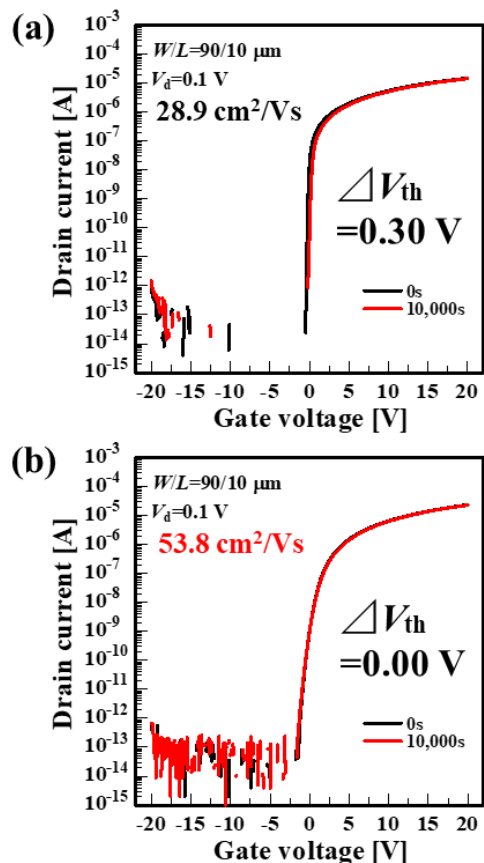 (a)
10⁻³
10⁻⁴
10⁻⁵
10⁻⁶
10⁻⁷
10⁻⁸
10⁻⁹
10⁻¹⁰
10⁻¹¹
10⁻¹²
10⁻¹³
10⁻¹⁴
10⁻¹⁵
Drain current [A]
W/L=90/10 μm
Vd=0.1 V
28.9 cm²/Vs
⊿Vth
=0.30 V
0s
10,000s
-20 -15 -10 -5 0 5 10 15 20
Gate voltage [V]
(b)
10⁻³
10⁻⁴
10⁻⁵
10⁻⁶
10⁻⁷
10⁻⁸
10⁻⁹
10⁻¹⁰
10⁻¹¹
10⁻¹²
10⁻¹³
10⁻¹⁴
10⁻¹⁵
Drain current [A]
W/L=90/10 μm
Vd=0.1 V
53.8 cm²/Vs
⊿Vth
=0.00 V
0s
10,000s
-20 -15 -10 -5 0 5 10 15 20
Gate voltage [V]